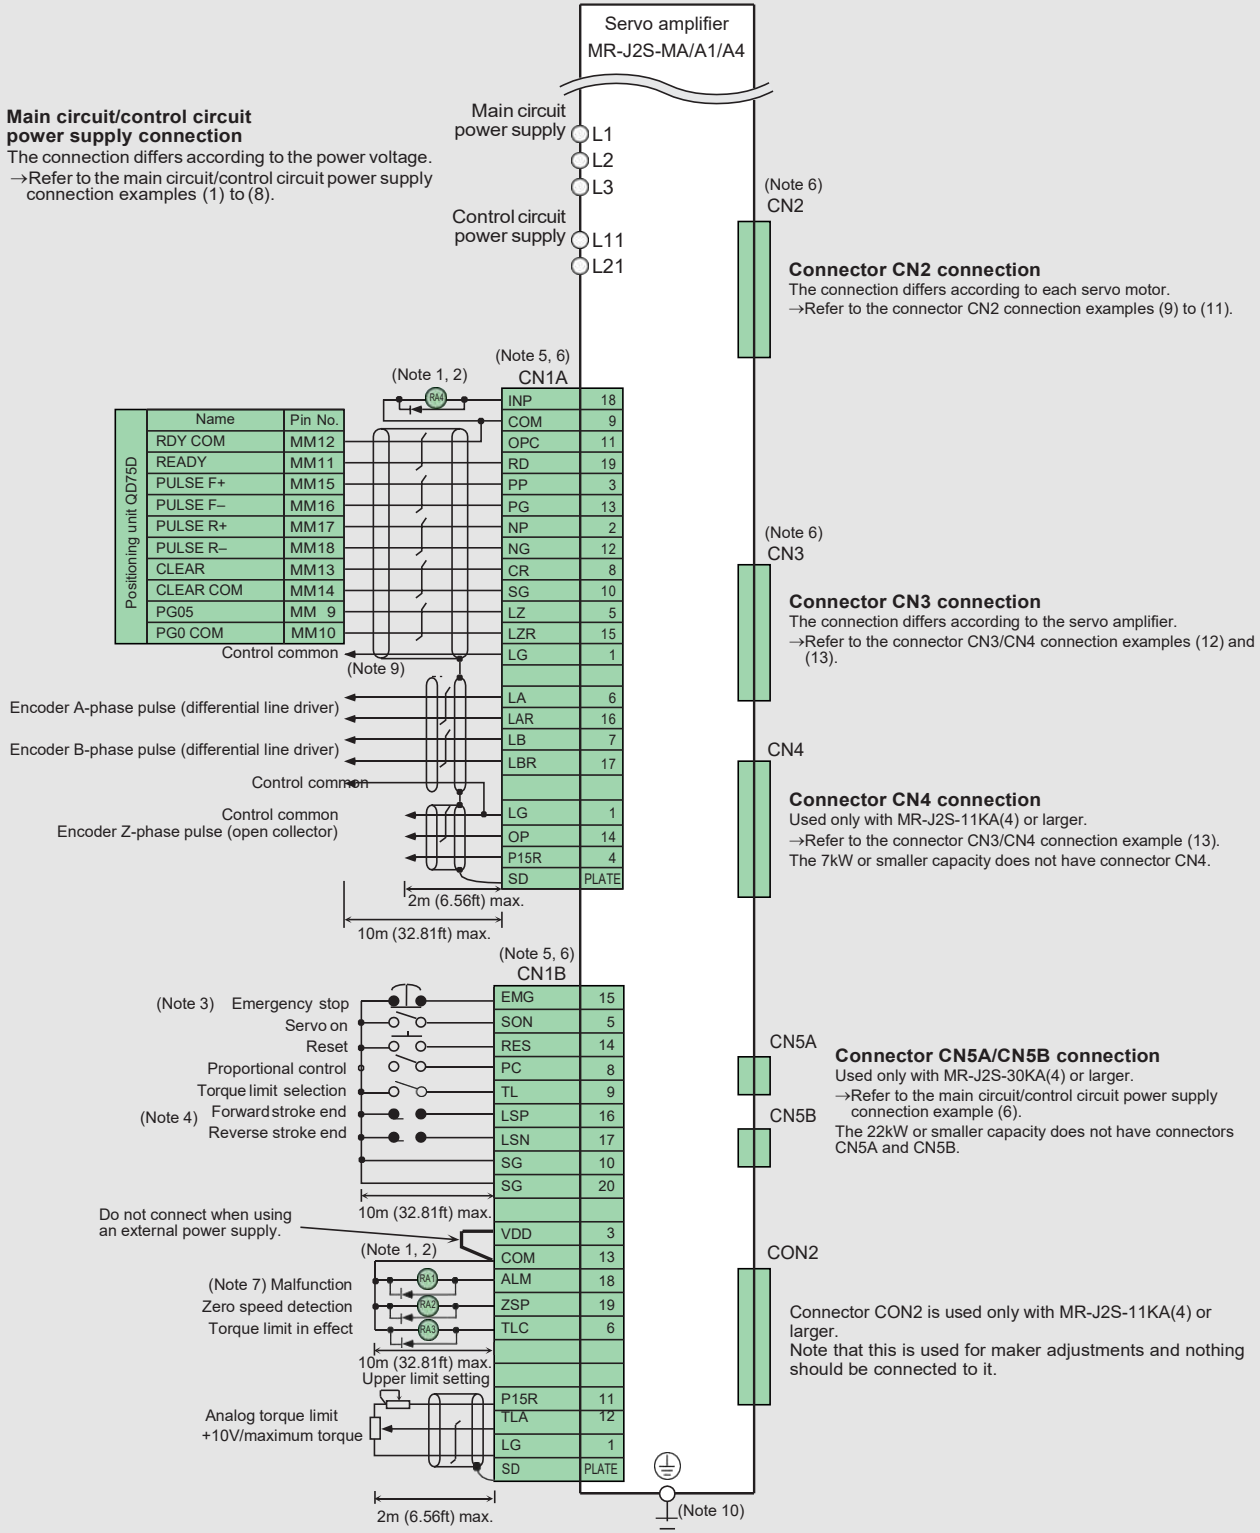 Servo amplifier
MR-J2S-MA/A1/A4
Main circuit/control circuit
power supply connection
The connection differs according to the power voltage.
→Refer to the main circuit/control circuit power supply
connection examples (1) to (8).
Main circuit
power supply
L1
L2
L3
Control circuit
power supply
L11
L21
(Note 6)
CN2
Connector CN2 connection
The connection differs according to each servo motor.
→Refer to the connector CN2 connection examples (9) to (11).
(Note 5, 6)
CN1A
(Note 1, 2)
RA4
INP 18
COM 9
OPC 11
RD 19
PP 3
PG 13
NP 2
NG 12
CR 8
SG 10
LZ 5
LZR 15
LG 1
LA 6
LAR 16
LB 7
LBR 17
LG 1
OP 14
P15R 4
SD PLATE
Positioning unit QD75D
Name Pin No.
RDY COM MM12
READY MM11
PULSE F+ MM15
PULSE F– MM16
PULSE R+ MM17
PULSE R– MM18
CLEAR MM13
CLEAR COM MM14
PG05 MM 9
PG0 COM MM10
Control common
(Note 9)
Encoder A-phase pulse (differential line driver)
Encoder B-phase pulse (differential line driver)
Control common
Control common
Encoder Z-phase pulse (open collector)
2m (6.56ft) max.
10m (32.81ft) max.
(Note 6)
CN3
Connector CN3 connection
The connection differs according to the servo amplifier.
→Refer to the connector CN3/CN4 connection examples (12) and
(13).
CN4
Connector CN4 connection
Used only with MR-J2S-11KA(4) or larger.
→Refer to the connector CN3/CN4 connection example (13).
The 7kW or smaller capacity does not have connector CN4.
(Note 5, 6)
CN1B
(Note 3) Emergency stop
Servo on
Reset
Proportional control
Torque limit selection
(Note 4) Forward stroke end
Reverse stroke end
EMG 15
SON 5
RES 14
PC 8
TL 9
LSP 16
LSN 17
SG 10
SG 20
VDD 3
COM 13
ALM 18
ZSP 19
TLC 6
P15R 11
TLA 12
LG 1
SD PLATE
10m (32.81ft) max.
Do not connect when using
an external power supply.
(Note 1, 2)
(Note 7) Malfunction
RA1
Zero speed detection
RA2
Torque limit in effect
RA3
10m (32.81ft) max.
Upper limit setting
Analog torque limit
+10V/maximum torque
2m (6.56ft) max.
CN5A
Connector CN5A/CN5B connection
Used only with MR-J2S-30KA(4) or larger.
→Refer to the main circuit/control circuit power supply
connection example (6).
The 22kW or smaller capacity does not have connectors
CN5A and CN5B.
CN5B
CON2
Connector CON2 is used only with MR-J2S-11KA(4) or
larger.
Note that this is used for maker adjustments and nothing
should be connected to it.
(Note 10)